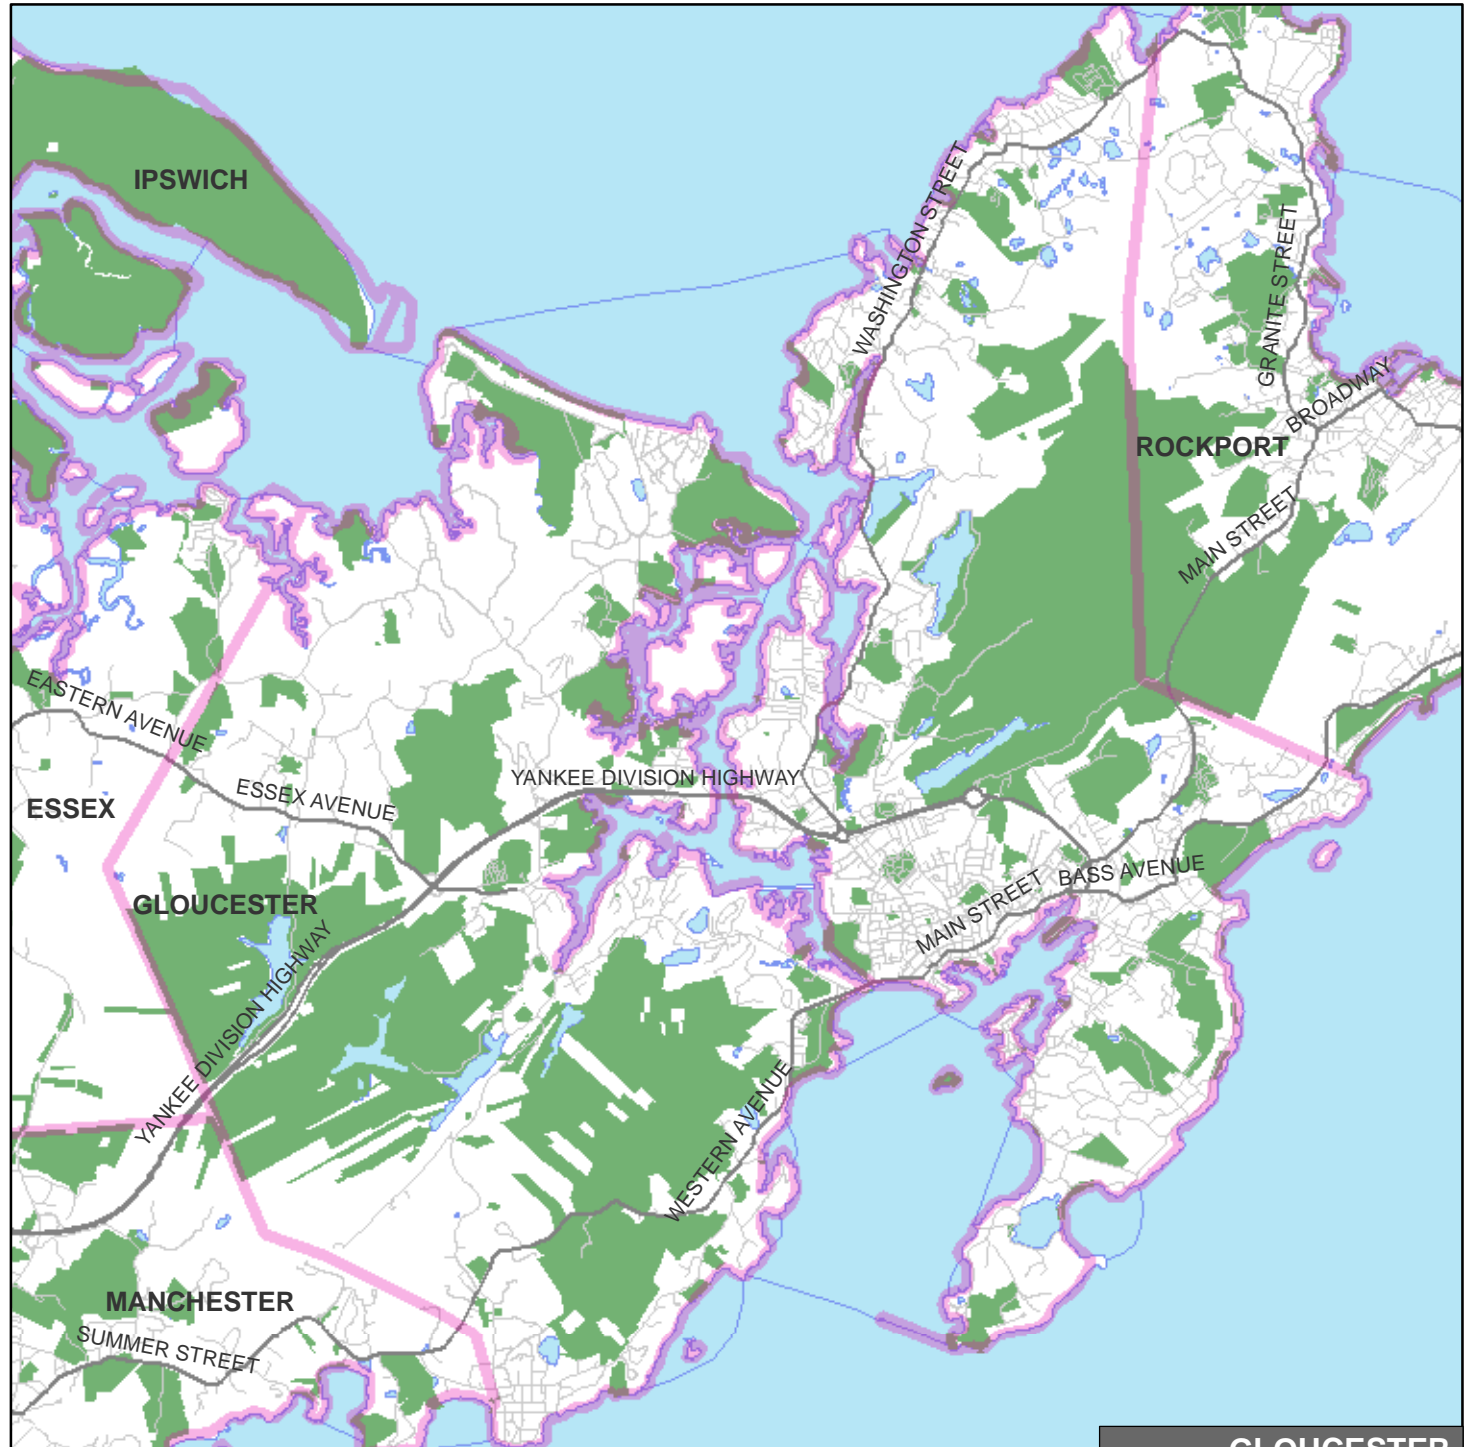 IPSWICH
WASHINGTON STREET
GRANITE STREET
BROADWAY
ROCKPORT
MAIN STREET
EASTERN AVENUE
ESSEX AVENUE
YANKEE DIVISION HIGHWAY
ESSEX
GLOUCESTER
MAIN STREET
BASS AVENUE
YANKEE DIVISION HIGHWAY
WESTERN AVENUE
MANCHESTER
SUMMER STREET
GLOUCESTER